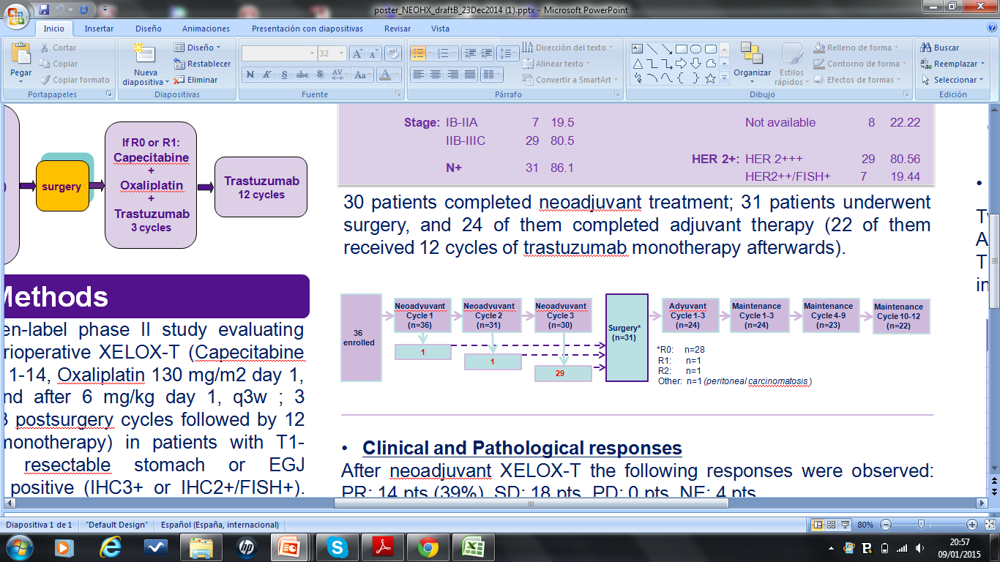 poster_NEOHX_draftB_23Dec2014 (1).pptx - Microsoft PowerPoint
Inicio Insertar Diseño Animaciones Presentación con diapositivas Revisar Vista
Pegar
Cortar
Copiar
Copiar formato
Portapapeles
Nueva diapositiva
Diseño
Restablecer
Eliminar
Diapositivas
32
N K S abc S AV Aa A
Fuente
Dirección del texto
Alinear texto
Convertir a SmartArt
Párrafo
Organizar
Estilos rápidos
Relleno de forma
Contorno de forma
Efectos de formas
Dibujo
Buscar
Reemplazar
Seleccionar
Edición
)
surgery
If R0 or R1:
Capecitabine
+
Oxaliplatin
+
Trastuzumab
3 cycles
Trastuzumab
12 cycles
Methods
en-label phase II study evaluating
rioperative XELOX-T (Capecitabine
1-14, Oxaliplatin 130 mg/m2 day 1,
nd after 6 mg/kg day 1, q3w ; 3
3 postsurgery cycles followed by 12
monotherapy) in patients with T1-
resectable stomach or EGJ
positive (IHC3+ or IHC2+/FISH+).
Stage: IB-IIA 7 19.5
IIB-IIIC 29 80.5
N+ 31 86.1
Not available 8 22.22
HER 2+: HER 2+++ 29 80.56
HER2++/FISH+ 7 19.44
30 patients completed neoadjuvant treatment; 31 patients underwent
surgery, and 24 of them completed adjuvant therapy (22 of them
received 12 cycles of trastuzumab monotherapy afterwards).
36
enrolled
Neoadyuvant
Cycle 1
(n=36)
Neoadyuvant
Cycle 2
(n=31)
Neoadyuvant
Cycle 3
(n=30)
1
1
29
Surgery*
(n=31)
Adyuvant
Cycle 1-3
(n=24)
Maintenance
Cycle 1-3
(n=24)
Maintenance
Cycle 4-9
(n=23)
Maintenance
Cycle 10-12
(n=22)
*R0: n=28
R1: n=1
R2: n=1
Other: n=1 (peritoneal carcinomatosis)
• Clinical and Pathological responses
After neoadjuvant XELOX-T the following responses were observed:
PR: 14 pts (39%), SD: 18 pts, PD: 0 pts, NE: 4 pts
•
Tv
A
T
in
Diapositiva 1 de 1 "Default Design" Español (España, internacional) 80%
20:57
09/01/2015